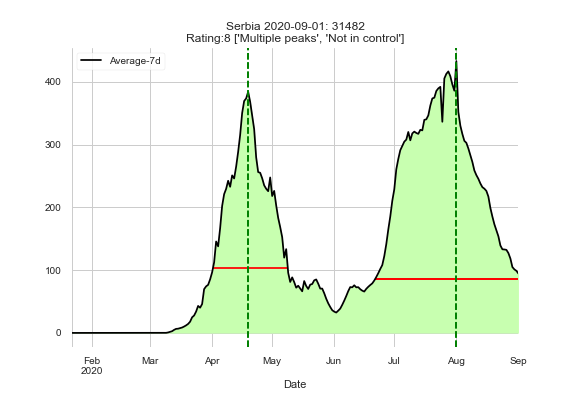 Serbia 2020-09-01: 31482
Rating:8 ['Multiple peaks', 'Not in control']
Average-7d
400
300
200
100
0
Feb Mar Apr May Jun Jul Aug Sep
2020
Date